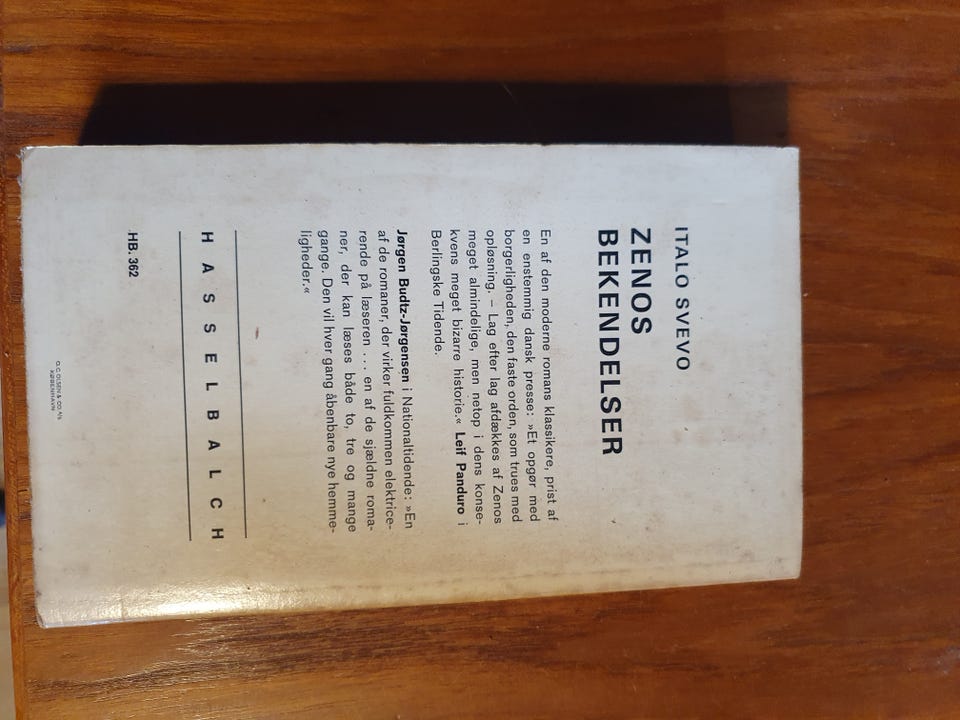 ITALO SVEVO
ZENOS
BEKENDELSER
En af den moderne romans klassikere, prist af
en enstemmig dansk presse: »Et opgør med
borgerligheden, den faste orden, som trues med
opløsning. – Lag efter lag afdækkes af Zenos
meget almindelige, men netop i dens konse-
kvens meget bizarre historie.« Leif Panduro i
Berlingske Tidende.
Jørgen Budtz-Jørgensen i Nationaltidende: »En
af de romaner, der virker fuldkommen elektrice-
rende på læseren ... en af de sjældne roma-
ner, der kan læses både to, tre og mange
gange. Den vil hver gang åbenbare nye hemme-
ligheder.«
HASSELBALCH
HB. 362
O.C. OLSEN & CO. A/S
KØBENHAVN